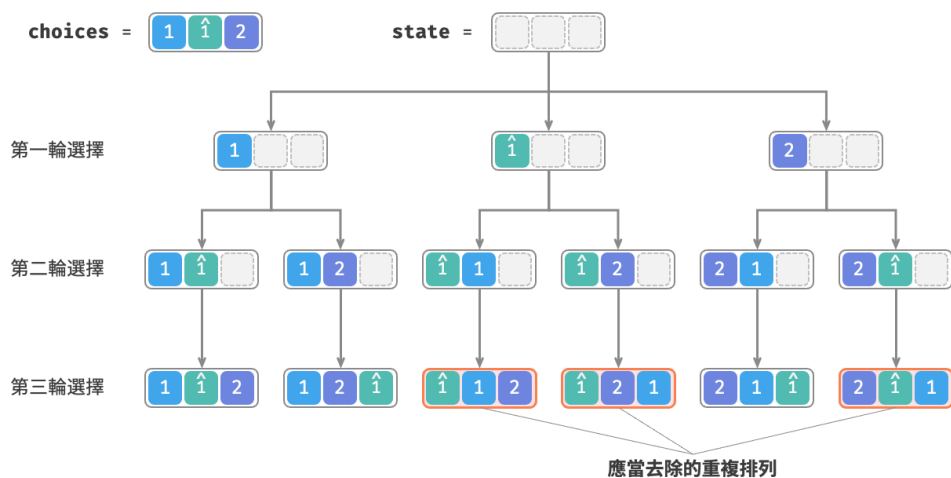 choices = 1 1̂ 2
state =
第一輪選擇
1
1̂
2
第二輪選擇
1 1̂
1 2
1̂ 1
1̂ 2
2 1
2 1̂
第三輪選擇
1 1̂ 2
1 2 1̂
1̂ 1 2
1̂ 2 1
2 1 1̂
2 1̂ 1
應當去除的重複排列